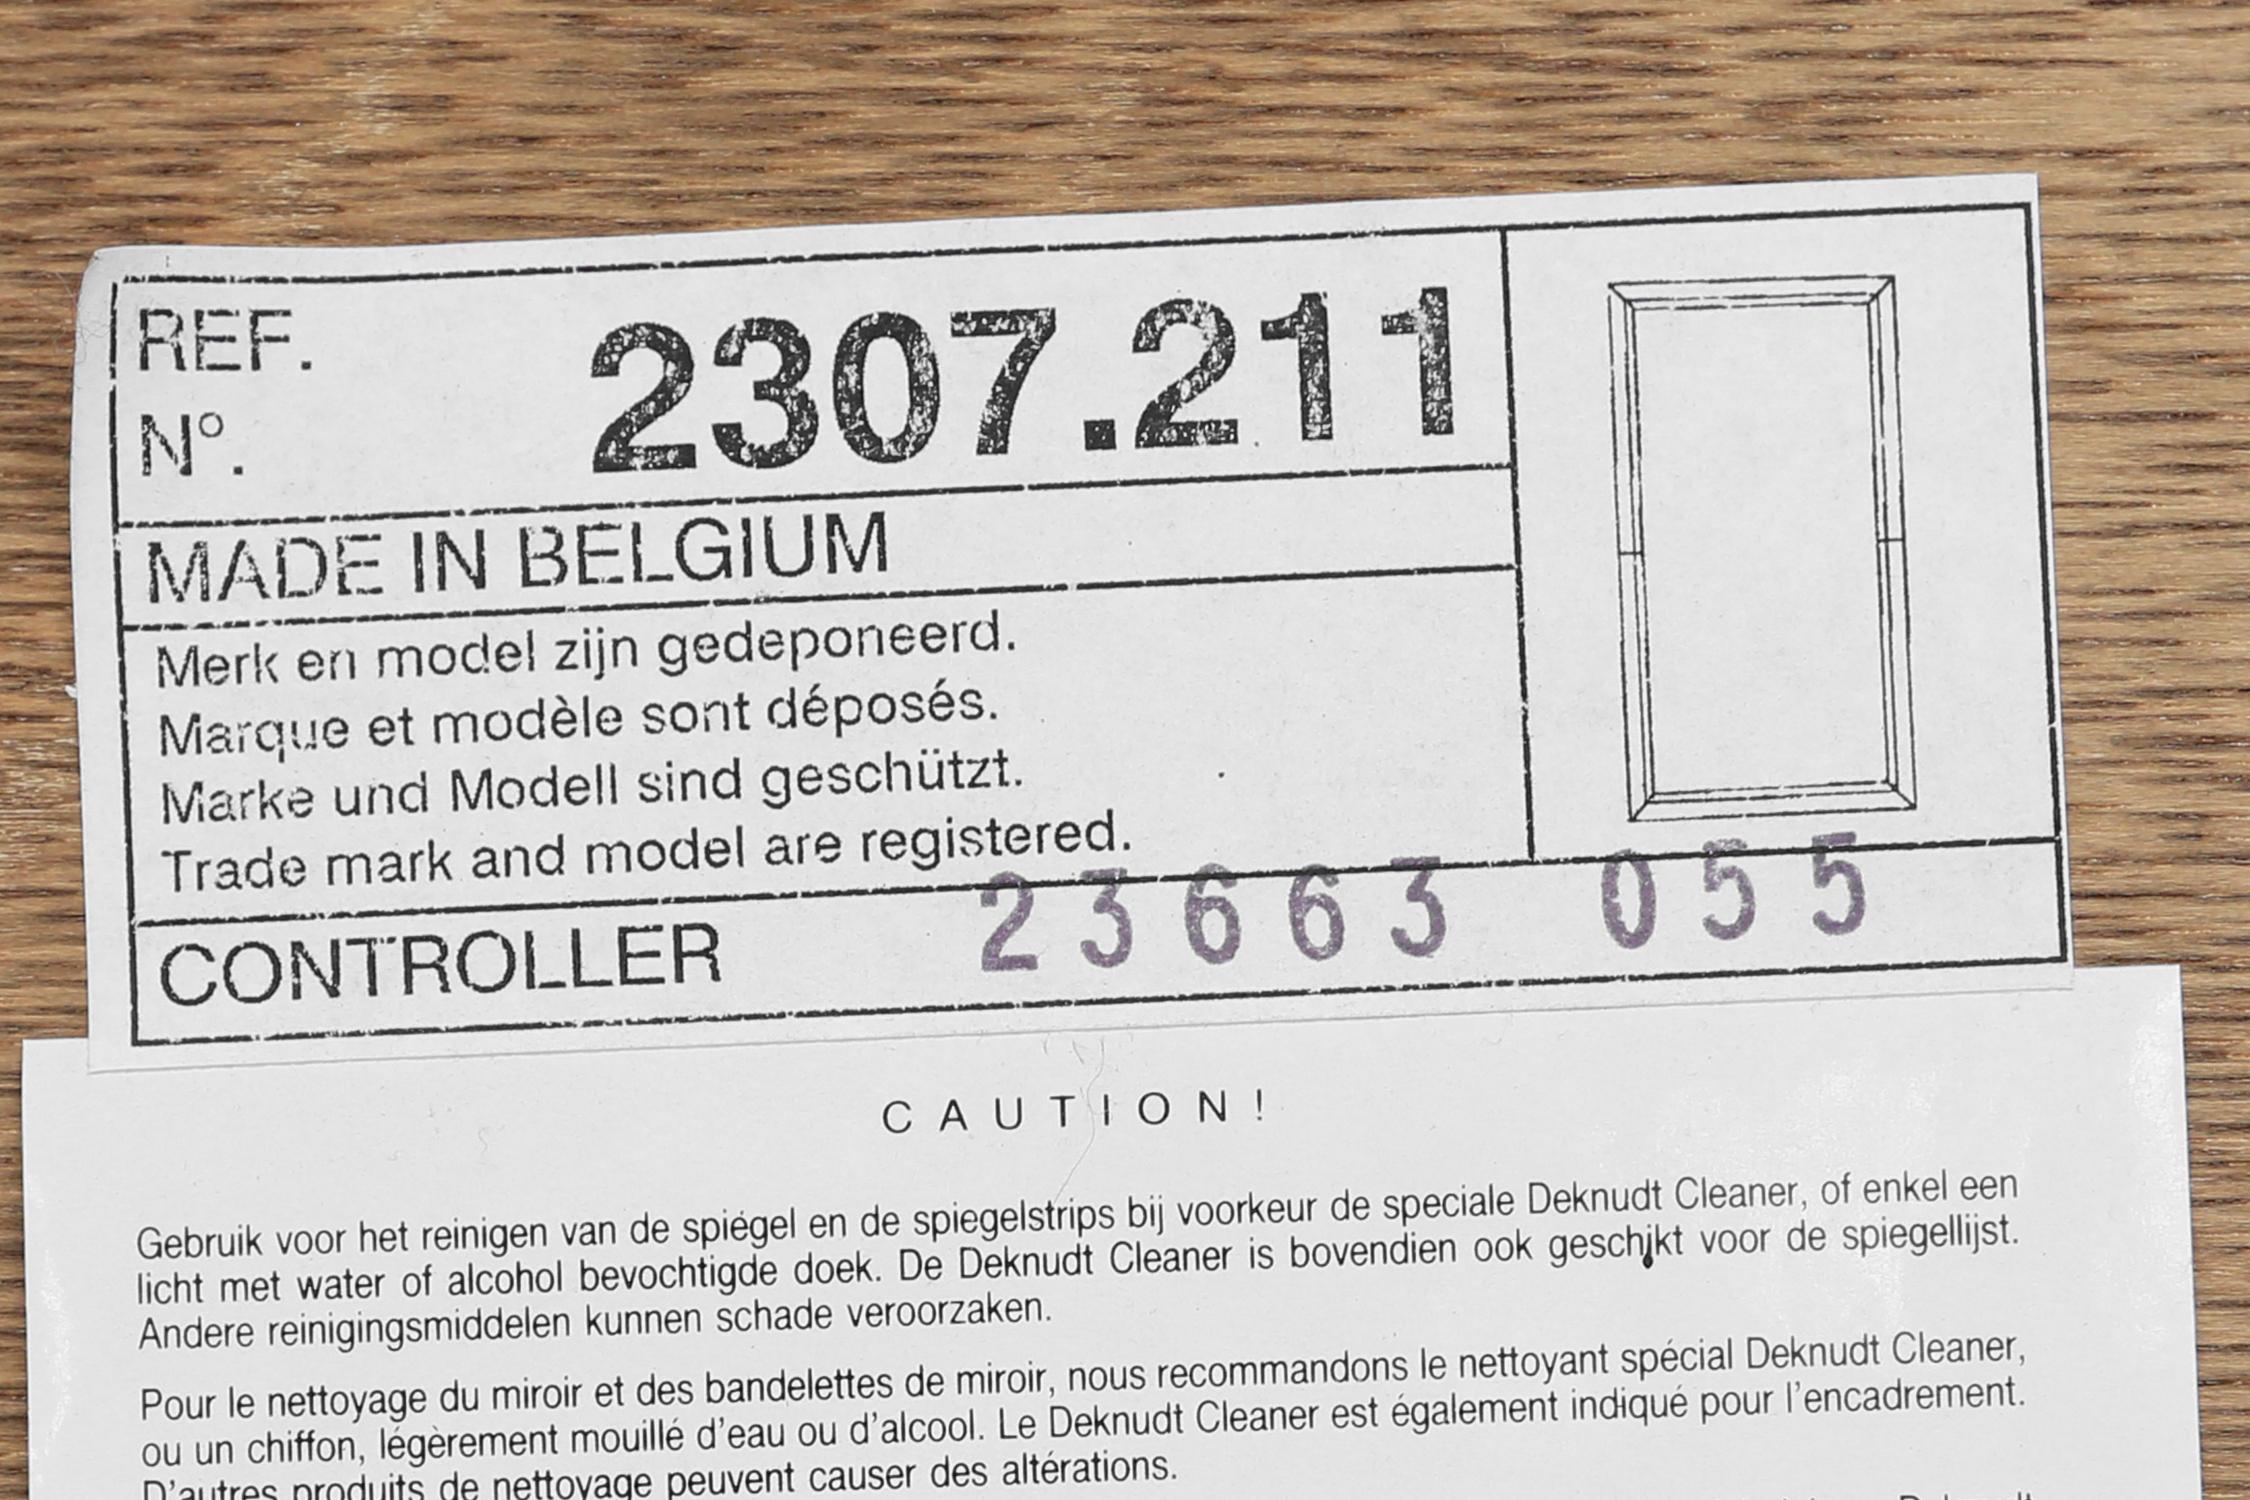 REF.
N°.
2307.211
MADE IN BELGIUM
Merk en model zijn gedeponeerd.
Marque et modèle sont déposés.
Marke und Modell sind geschützt.
Trade mark and model are registered.
CONTROLLER 23663 055
CAUTION!
Gebruik voor het reinigen van de spiegel en de spiegelstrips bij voorkeur de speciale Deknudt Cleaner, of enkel een
licht met water of alcohol bevochtigde doek. De Deknudt Cleaner is bovendien ook geschikt voor de spiegellijst.
Andere reinigingsmiddelen kunnen schade veroorzaken.
Pour le nettoyage du miroir et des bandelettes de miroir, nous recommandons le nettoyant spécial Deknudt Cleaner,
ou un chiffon, légèrement mouillé d'eau ou d'alcool. Le Deknudt Cleaner est également indiqué pour l'encadrement.
D'autres produits de nettoyage peuvent causer des altérations.